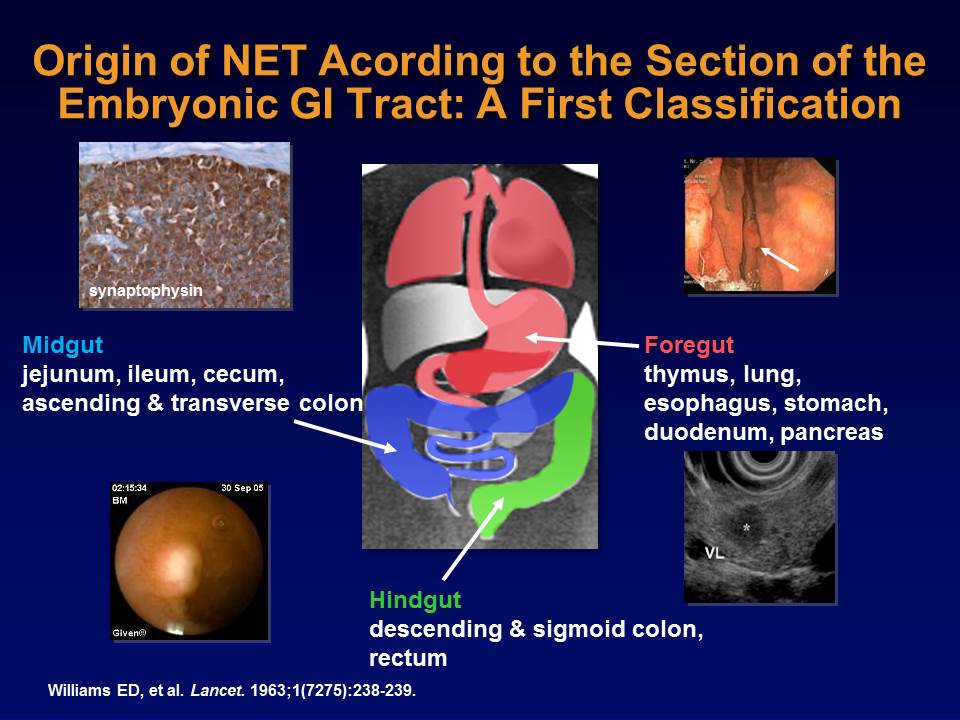 Origin of NET Acording to the Section of the
Embryonic GI Tract: A First Classification
synaptophysin
Midgut
jejunum, ileum, cecum,
ascending & transverse colon
Foregut
thymus, lung,
esophagus, stomach,
duodenum, pancreas
02:15:34 30 Sep 05
BM
Given®
*
VL
Hindgut
descending & sigmoid colon,
rectum
Williams ED, et al. Lancet. 1963;1(7275):238-239.